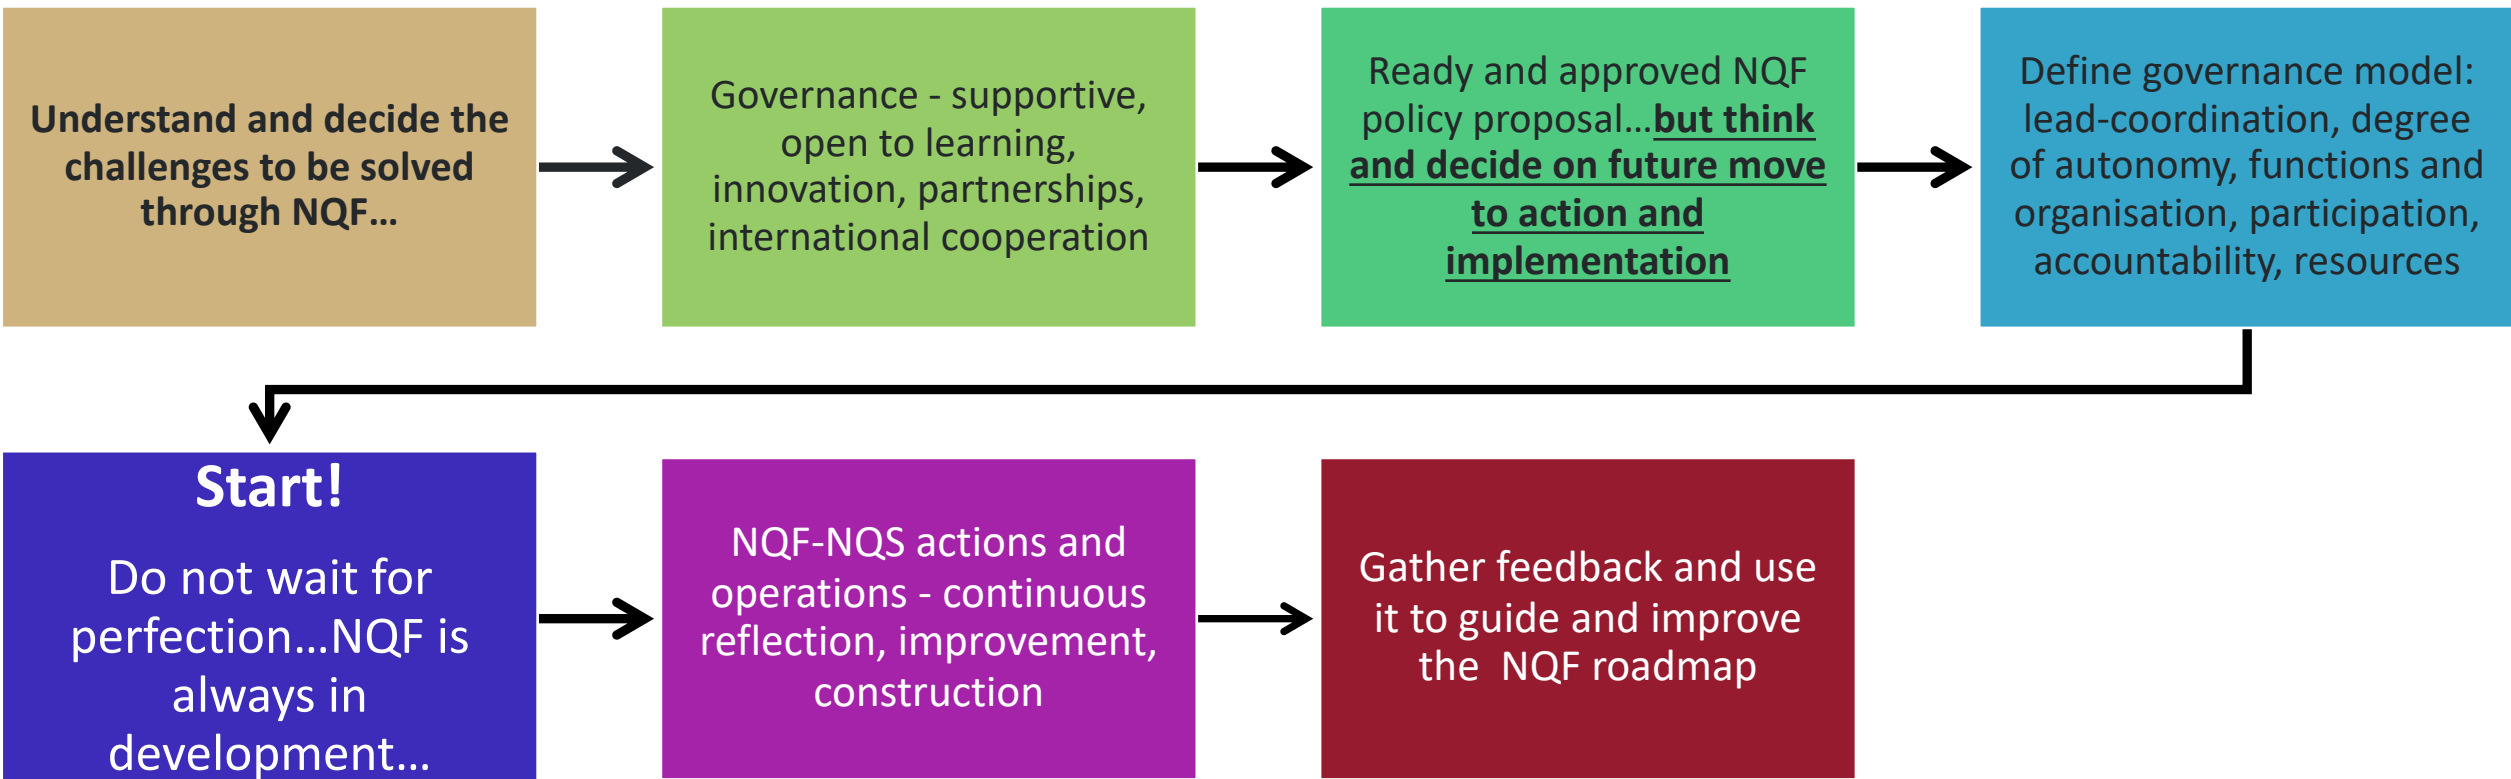 Understand and decide the
challenges to be solved
through NQF...
Governance - supportive,
open to learning,
innovation, partnerships,
international cooperation
Ready and approved NQF
policy proposal...but think
and decide on future move
to action and
implementation
Define governance model:
lead-coordination, degree
of autonomy, functions and
organisation, participation,
accountability, resources
Start!
Do not wait for
perfection...NQF is
always in
development...
NQF-NQS actions and
operations - continuous
reflection, improvement,
construction
Gather feedback and use
it to guide and improve
the  NQF roadmap